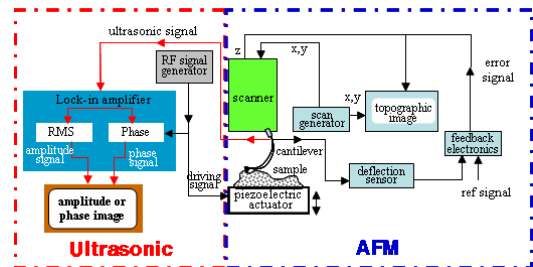 ultrasonic signal
RF signal
generator
Lock-in amplifier
RMS
Phase
amplitude
signal
phase
signal
amplitude or
phase image
driving
signal
Ultrasonic
z
x,y
scanner
scan
generator
x,y
topographic
image
error
signal
feedback
electronics
cantilever
sample
deflection
sensor
ref signal
piezoelectric
actuator
AFM